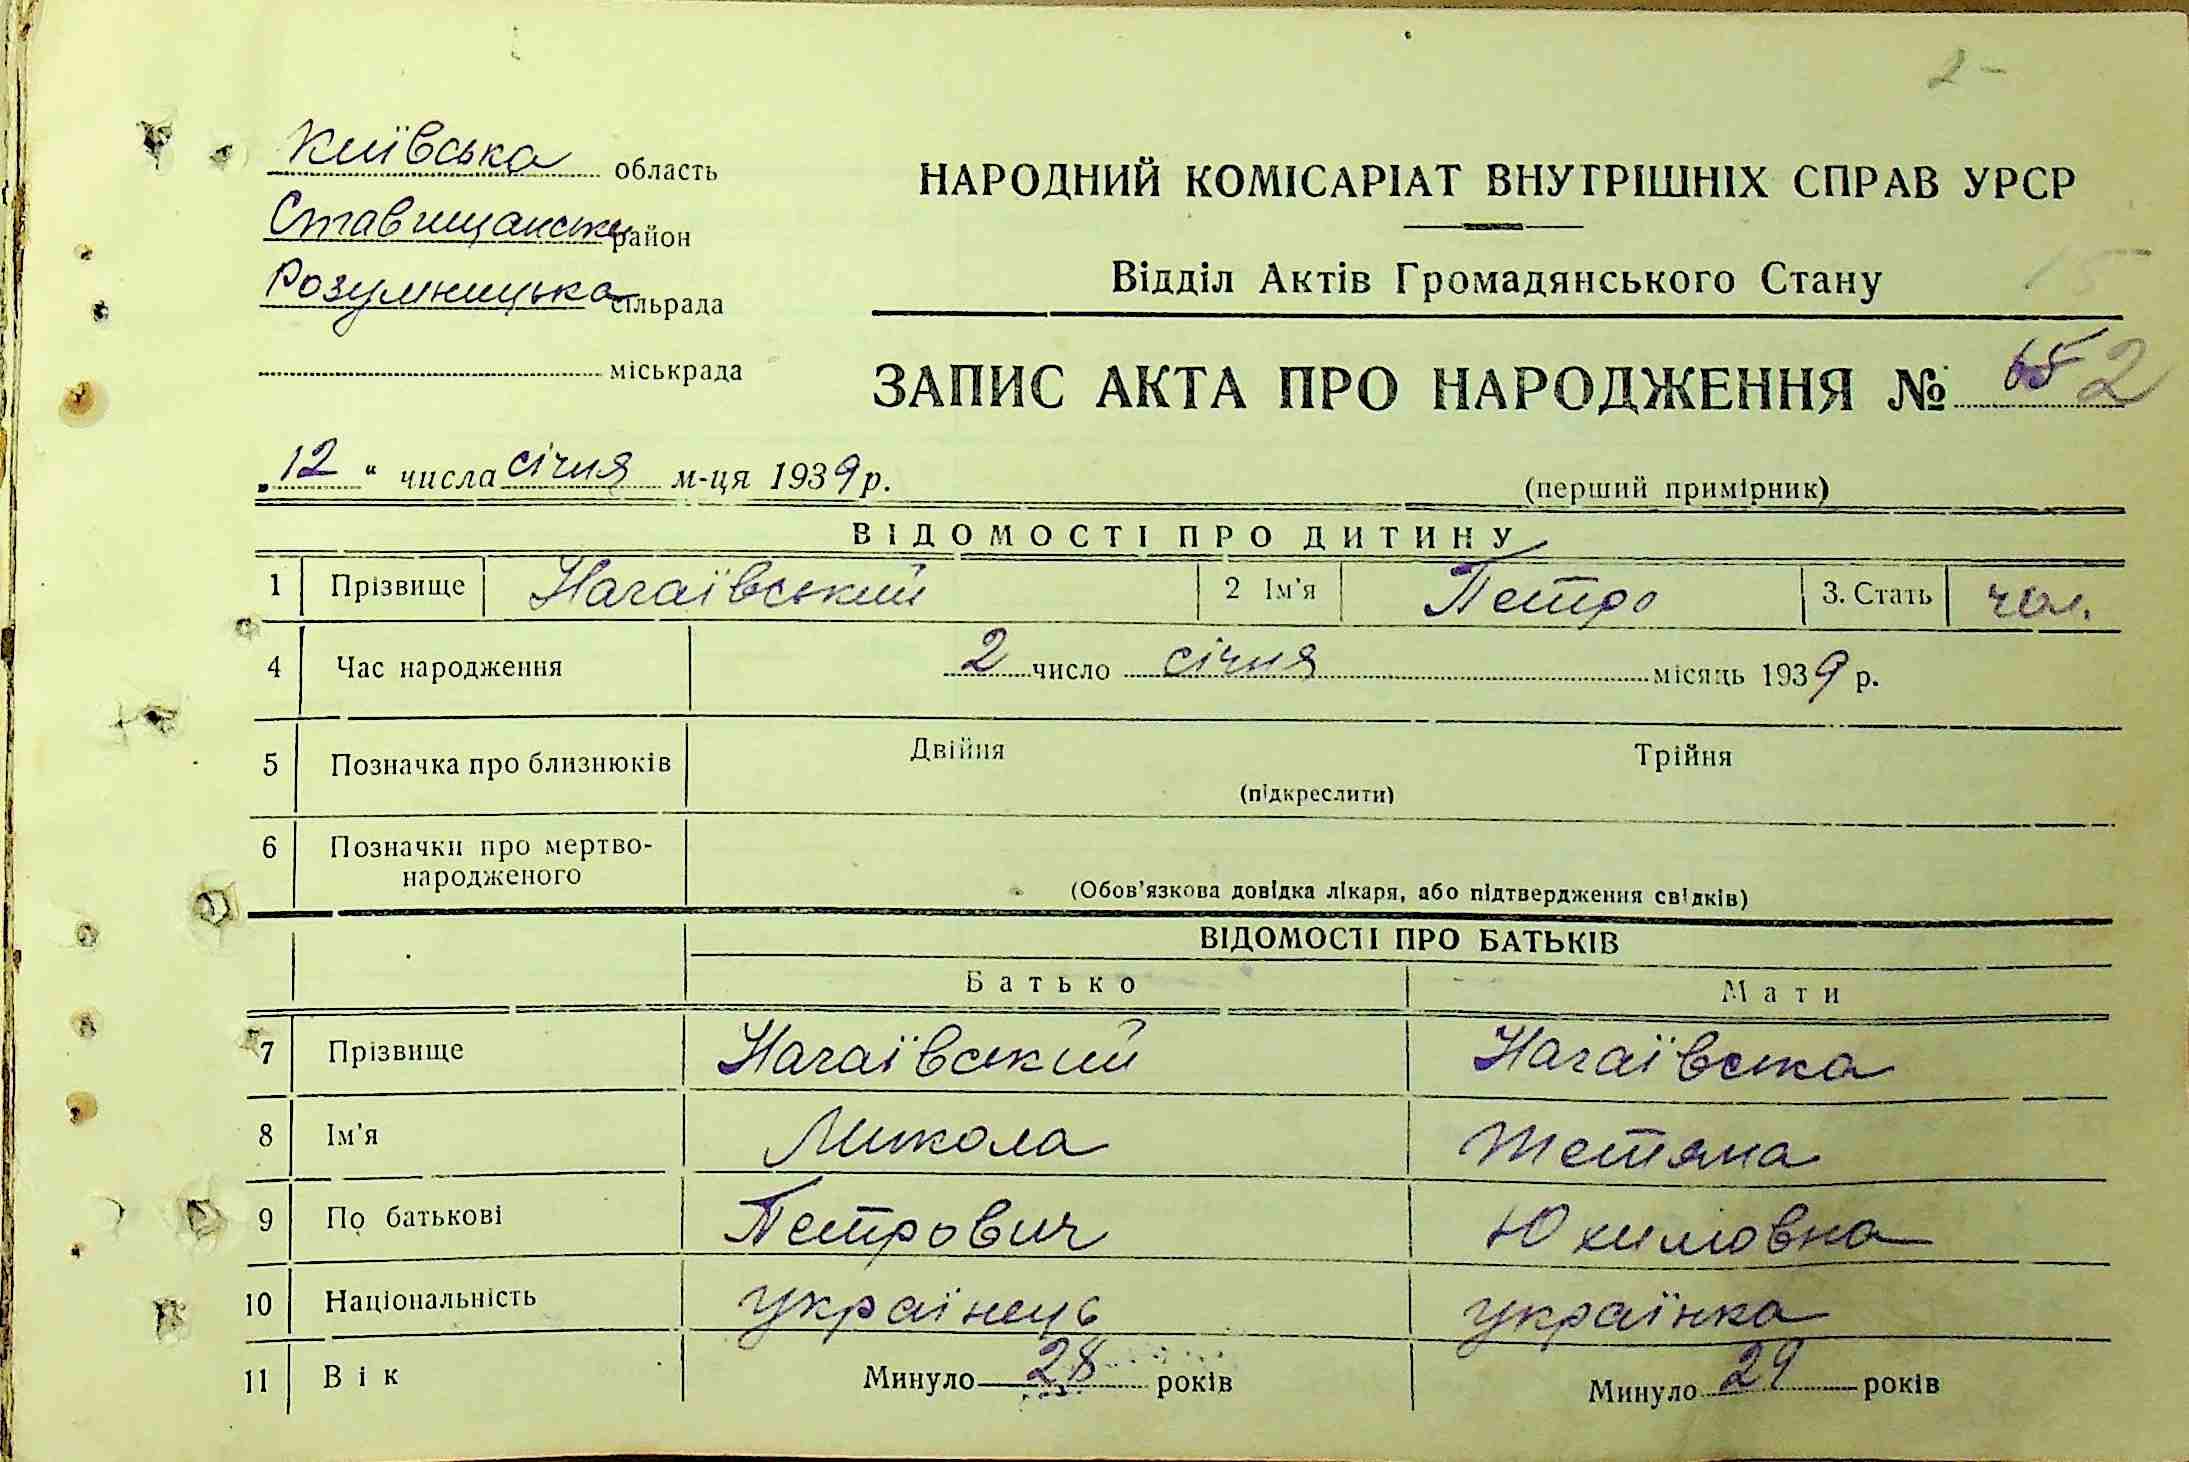 2-
Київська область
НАРОДНИЙ КОМІСАРІАТ ВНУТРІШНІХ СПРАВ УРСР
Ставищанськ район
Розумницька сільрада
Відділ Актів Громадянського Стану
15
міськрада
ЗАПИС АКТА ПРО НАРОДЖЕННЯ № 2
„12“ числа січня м-ця 1939 р.
(перший примірник)
ВІДОМОСТІ ПРО ДИТИНУ
1 Прізвище Нагаївський 2 Ім'я Петро 3. Стать чол.
4 Час народження 2 число січня місяць 1939 р.
5 Позначка про близнюків Двійня Трійня
(підкреслити)
6 Позначки про мертво-
народженого
(Обов'язкова довідка лікаря, або підтвердження свідків)
ВІДОМОСТІ ПРО БАТЬКІВ
Батько Мати
7 Прізвище Нагаївський Нагаївська
8 Ім'я Микола Тетяна
9 По батькові Петрович Юхимовна
10 Національність українець українка
11 Вік Минуло 28 років Минуло 29 років